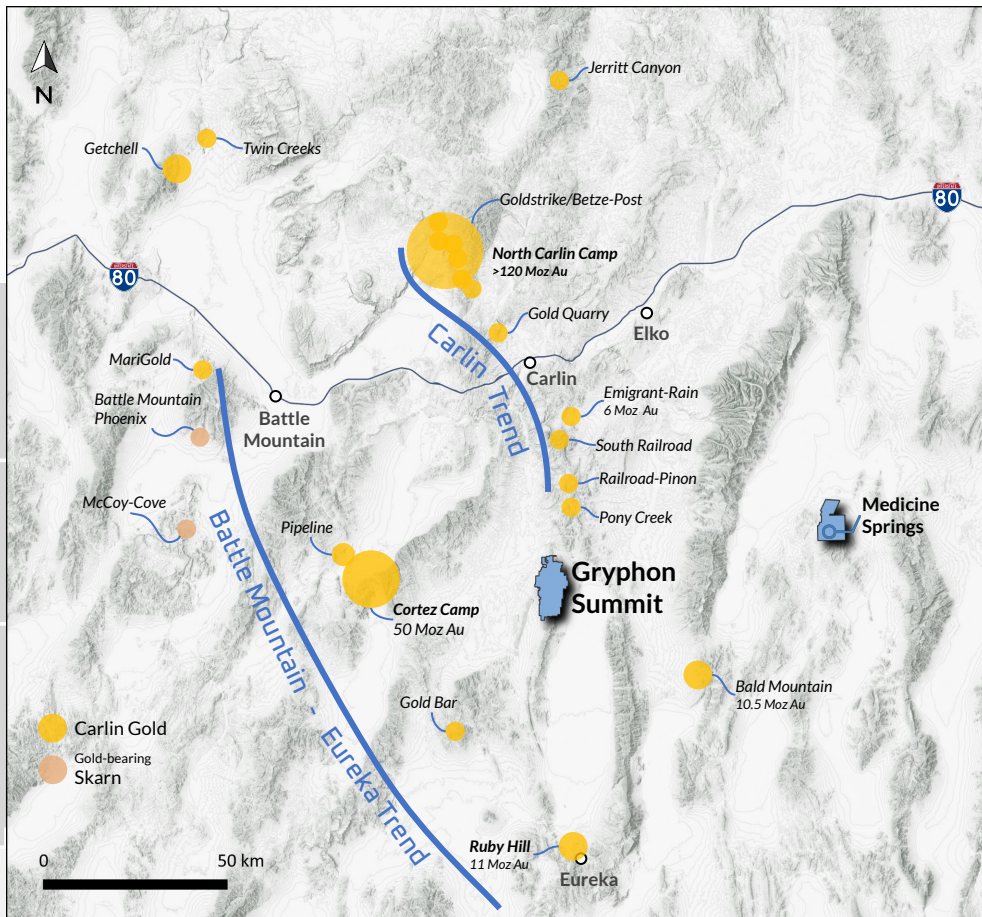 N
Jerritt Canyon
Getchell
Twin Creeks
Goldstrike/Betze-Post
INTERSTATE
80
North Carlin Camp
>120 Moz Au
INTERSTATE
80
Gold Quarry
Elko
Carlin
Carlin Trend
MariGold
Battle Mountain
Phoenix
Battle
Mountain
Emigrant-Rain
6 Moz Au
South Railroad
Railroad-Pinon
Pony Creek
McCoy-Cove
Pipeline
Medicine
Springs
Gryphon
Summit
Cortez Camp
50 Moz Au
Battle Mountain - Eureka Trend
Bald Mountain
10.5 Moz Au
Gold Bar
Carlin Gold
Gold-bearing
Skarn
Ruby Hill
11 Moz Au
Eureka
0 50 km